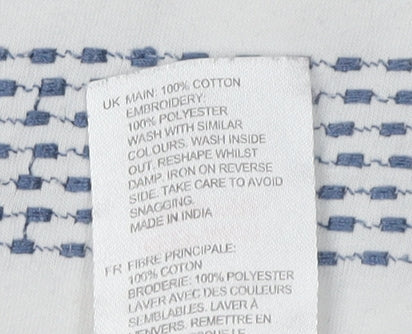 UK MAIN: 100% COTTON
EMBROIDERY:
100% POLYESTER
WASH WITH SIMILAR
COLOURS. WASH INSIDE
OUT. RESHAPE WHILST
DAMP. IRON ON REVERSE
SIDE. TAKE CARE TO AVOID
SNAGGING.
MADE IN INDIA
FR FIBRE PRINCIPALE:
100% COTTON
BRODERIE: 100% POLYESTER
LAVER AVEC DES COULEURS
SEMBLABLES. LAVER À
L'ENVERS. REMETTRE EN